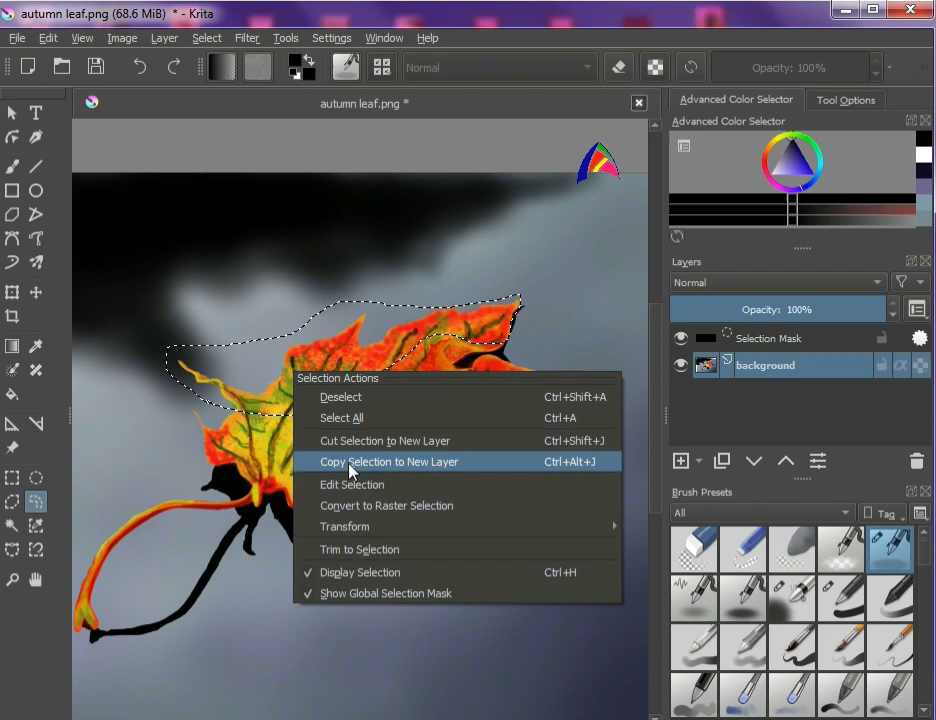 autumn leaf.png (68.6 MiB)  * - Krita
File Edit View Image Layer Select Filter Tools Settings Window Help
Normal
Opacity: 100%
autumn leaf.png *
Advanced Color Selector
Tool Options
Advanced Color Selector
Layers
Normal
Opacity: 100%
Selection Mask
background
Selection Actions
Deselect Ctrl+Shift+A
Select All Ctrl+A
Cut Selection to New Layer Ctrl+Shift+J
Copy Selection to New Layer Ctrl+Alt+J
Edit Selection
Convert to Raster Selection
Transform
Trim to Selection
Display Selection Ctrl+H
Show Global Selection Mask
Brush Presets
All
Tag